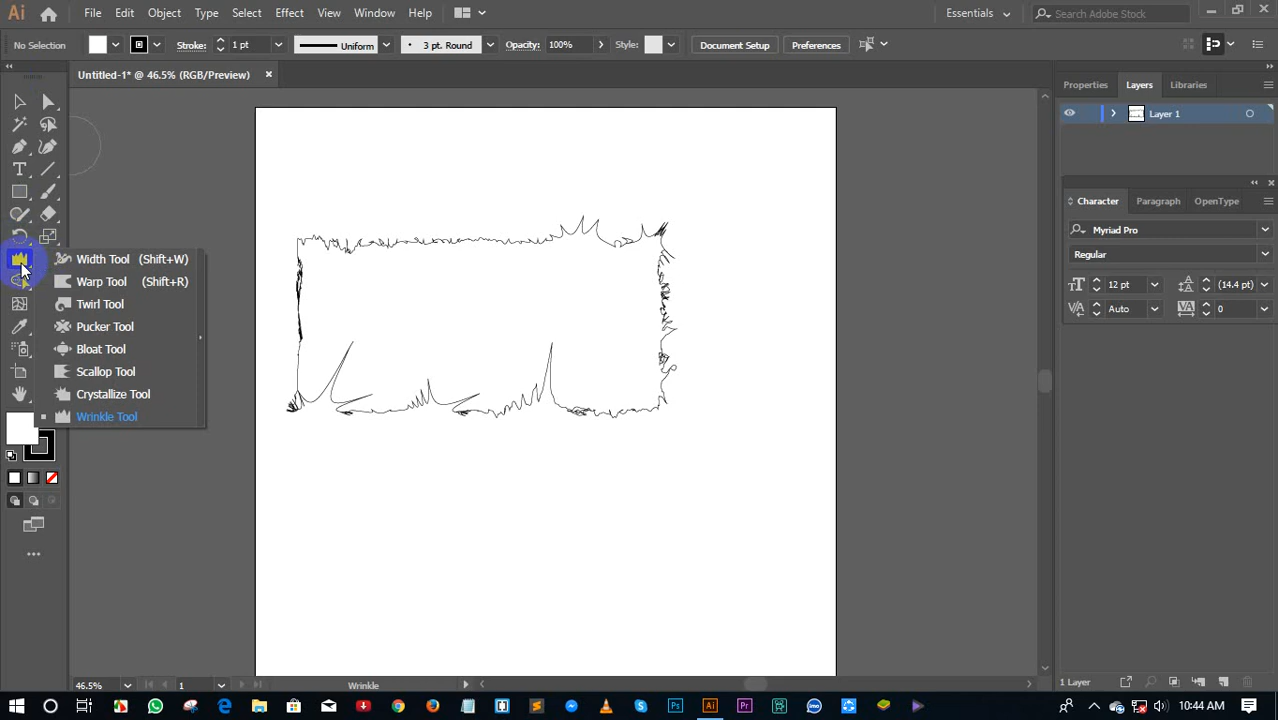 Ai File Edit Object Type Select Effect View Window Help Essentials Search Adobe Stock
No Selection Stroke: 1 pt Uniform 3 pt. Round Opacity: 100% Style: Document Setup Preferences
Untitled-1* @ 46.5% (RGB/Preview)
Properties Layers Libraries
Layer 1
Character Paragraph OpenType
Myriad Pro
Regular
12 pt (14.4 pt)
Auto 0
Width Tool (Shift+W)
Warp Tool (Shift+R)
Twirl Tool
Pucker Tool
Bloat Tool
Scallop Tool
Crystallize Tool
Wrinkle Tool
46.5% 1 Wrinkle
1 Layer
Ps Ai Pr 10:44 AM